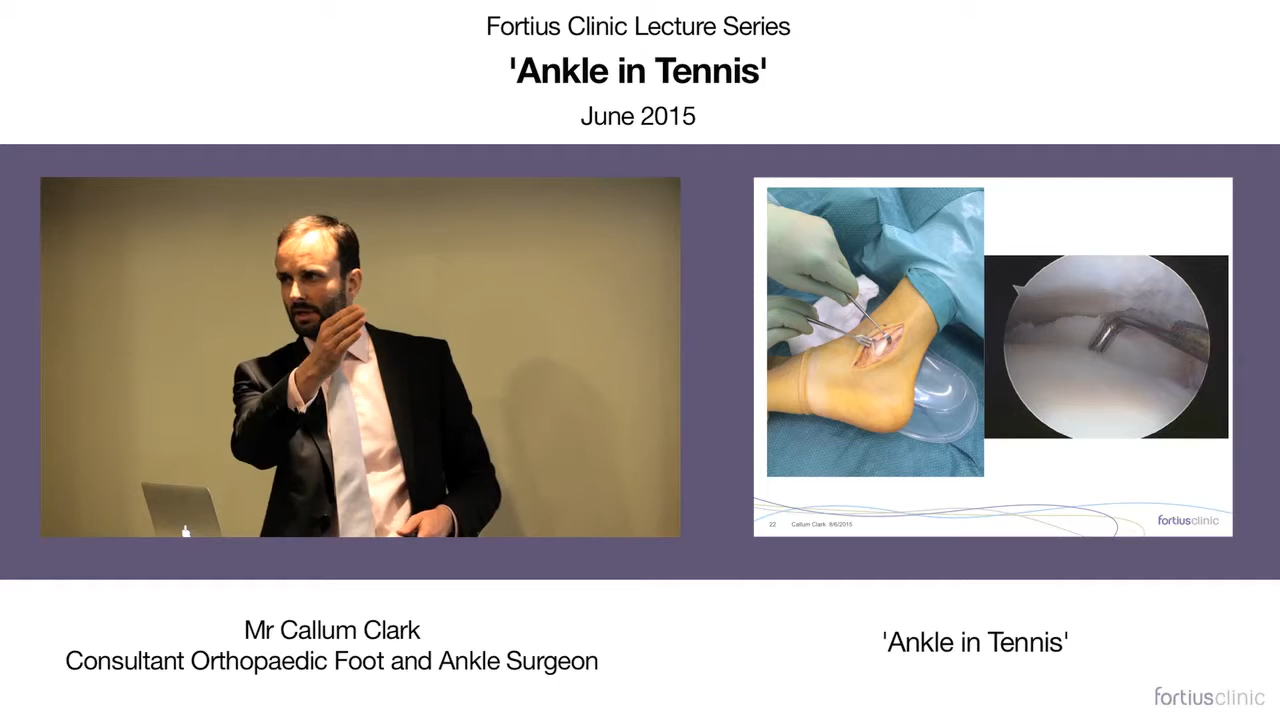 Fortius Clinic Lecture Series
'Ankle in Tennis'
June 2015
22 Callum Clark 8/6/2015
fortiusclinic
Mr Callum Clark
Consultant Orthopaedic Foot and Ankle Surgeon
'Ankle in Tennis'
fortiusclinic